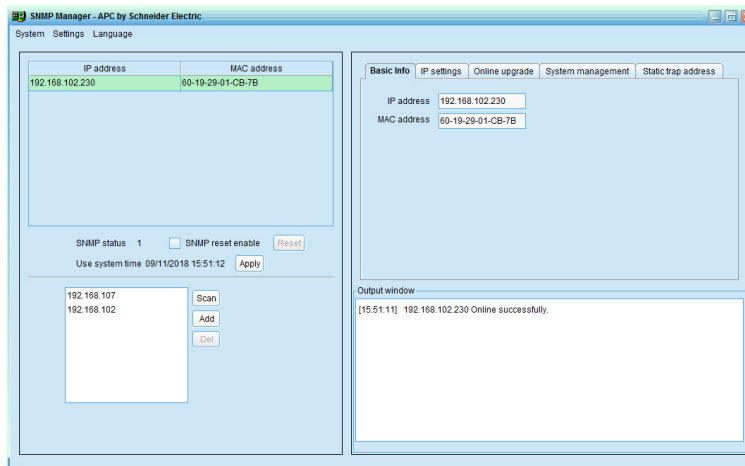 SNMP Manager - APC by Schneider Electric
System Settings Language
IP address MAC address
192.168.102.230 60-19-29-01-CB-7B
SNMP status 1 SNMP reset enable Reset
Use system time 09/11/2018 15:51:12 Apply
192.168.107
192.168.102
Scan
Add
Del
Basic Info IP settings Online upgrade System management Static trap address
IP address 192.168.102.230
MAC address 60-19-29-01-CB-7B
Output window
[15:51:11] 192.168.102.230 Online successfully.